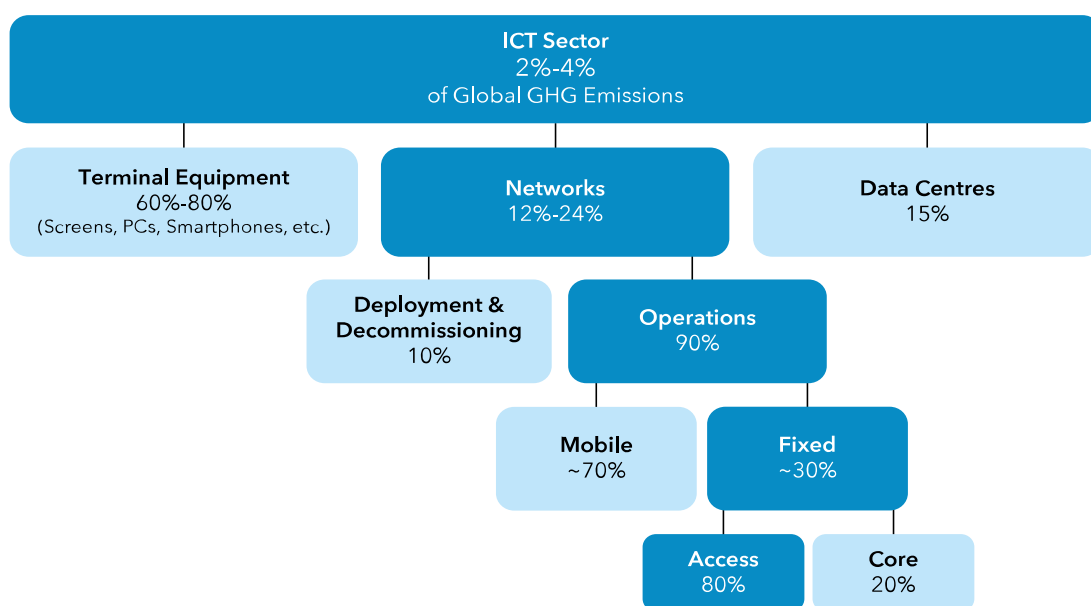 ICT Sector
2%-4%
of Global GHG Emissions
Terminal Equipment
60%-80%
(Screens, PCs, Smartphones, etc.)
Networks
12%-24%
Data Centres
15%
Deployment &
Decommissioning
10%
Operations
90%
Mobile
~70%
Fixed
~30%
Access
80%
Core
20%